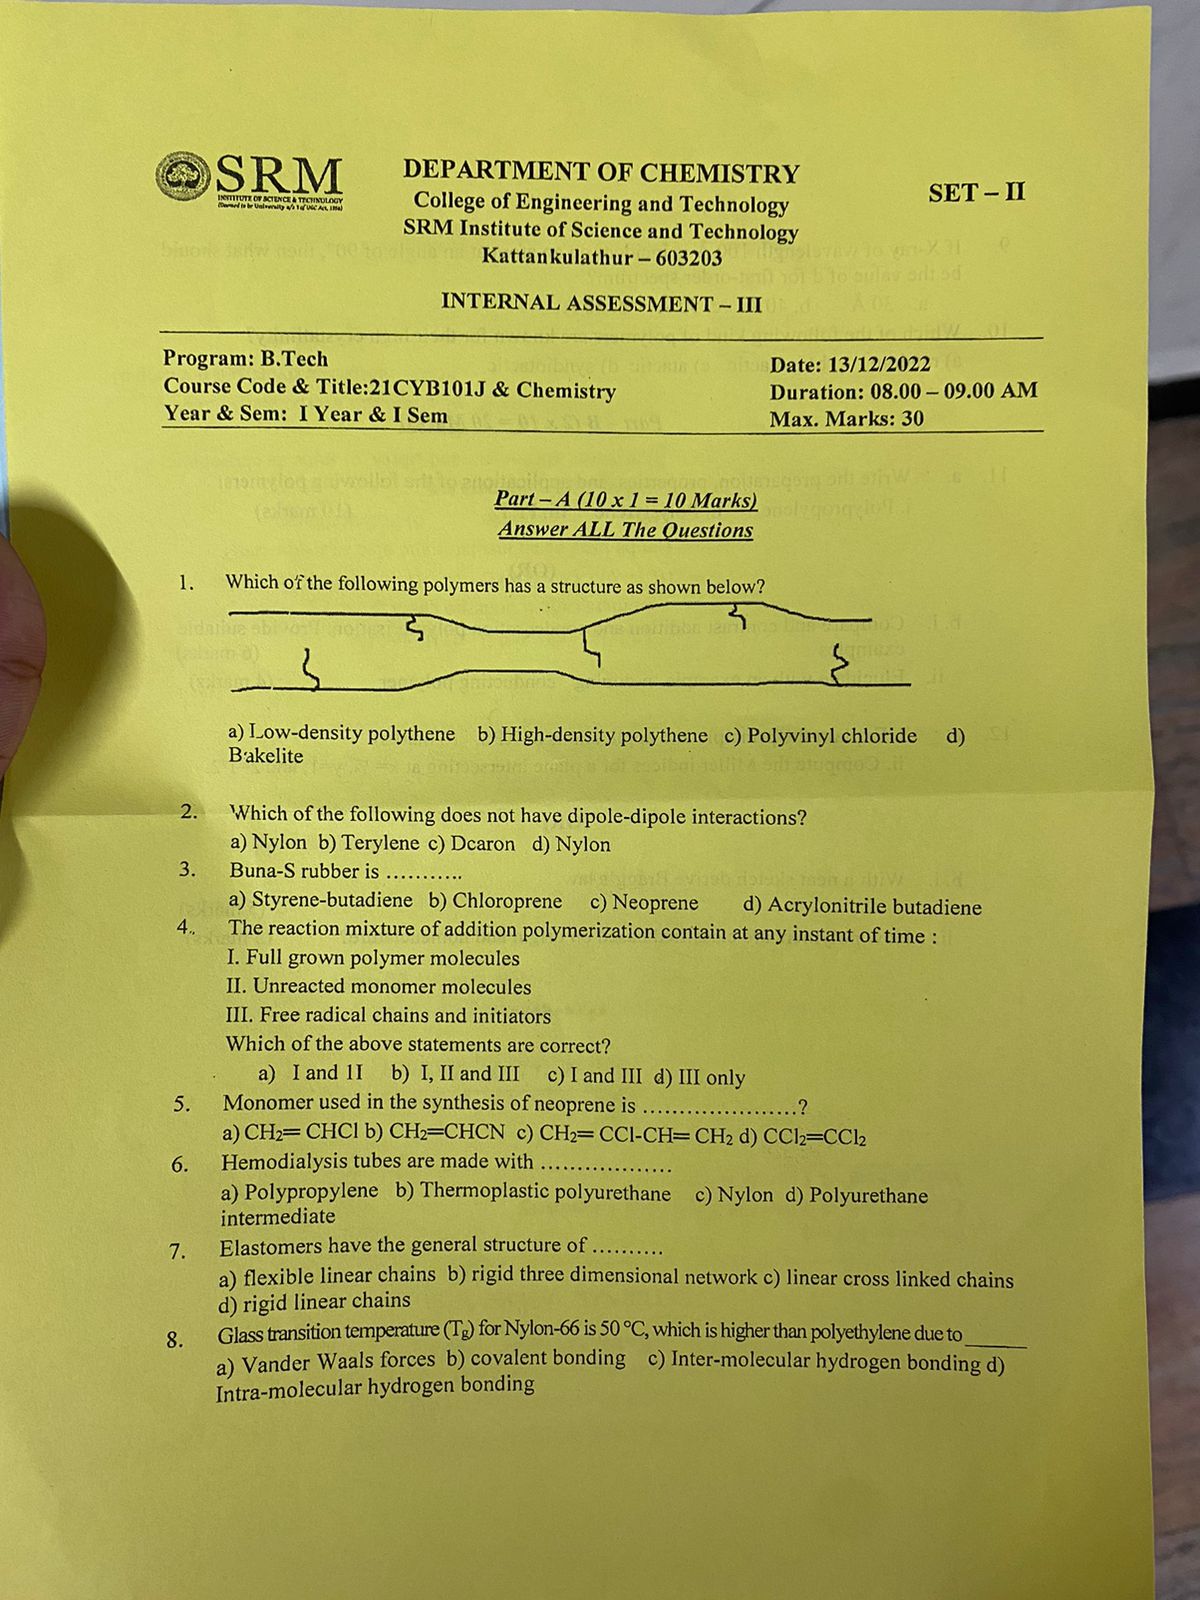 SRM
INSTITUTE OF SCIENCE & TECHNOLOGY
(Deemed to be University u/s 3 of UGC Act, 1956)
DEPARTMENT OF CHEMISTRY
College of Engineering and Technology
SRM Institute of Science and Technology
Kattankulathur – 603203
SET – II
INTERNAL ASSESSMENT – III
Program: B.Tech
Date: 13/12/2022
Course Code & Title:21CYB101J & Chemistry
Duration: 08.00 – 09.00 AM
Year & Sem: I Year & I Sem
Max. Marks: 30
Part – A (10 x 1 = 10 Marks)
Answer ALL The Questions
1. Which of the following polymers has a structure as shown below?
a) Low-density polythene b) High-density polythene c) Polyvinyl chloride d)
Bakelite
2. Which of the following does not have dipole-dipole interactions?
a) Nylon b) Terylene c) Dcaron d) Nylon
3. Buna-S rubber is ...........
a) Styrene-butadiene b) Chloroprene c) Neoprene d) Acrylonitrile butadiene
4. The reaction mixture of addition polymerization contain at any instant of time :
I. Full grown polymer molecules
II. Unreacted monomer molecules
III. Free radical chains and initiators
Which of the above statements are correct?
a) I and 1I b) I, II and III c) I and III d) III only
5. Monomer used in the synthesis of neoprene is .....................?
a) CH2= CHCl b) CH2=CHCN c) CH2= CCl-CH= CH2 d) CCl2=CCl2
6. Hemodialysis tubes are made with ..................
a) Polypropylene b) Thermoplastic polyurethane c) Nylon d) Polyurethane
intermediate
7. Elastomers have the general structure of ..........
a) flexible linear chains b) rigid three dimensional network c) linear cross linked chains
d) rigid linear chains
8. Glass transition temperature (Tg) for Nylon-66 is 50 °C, which is higher than polyethylene due to ______
a) Vander Waals forces b) covalent bonding c) Inter-molecular hydrogen bonding d)
Intra-molecular hydrogen bonding